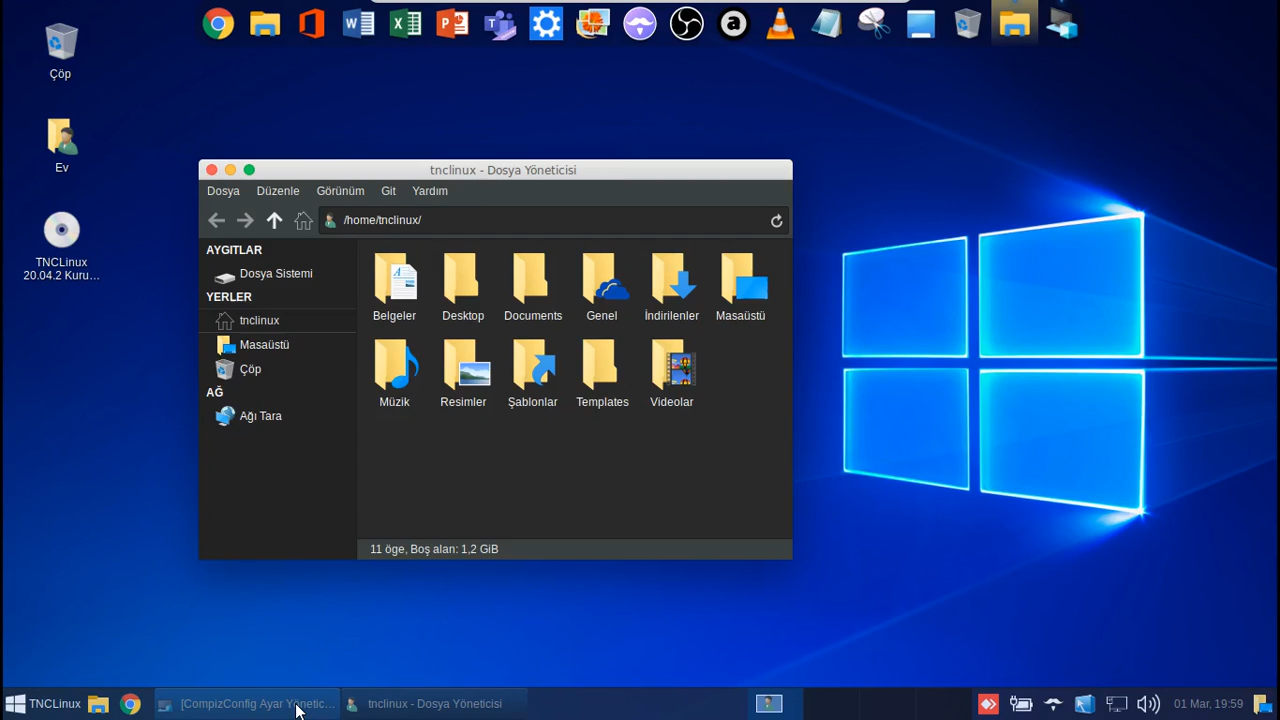 Çöp
Ev
TNCLinux
20.04.2 Kuru...
tnclinux - Dosya Yöneticisi
Dosya Düzenle Görünüm Git Yardım
/home/tnclinux/
AYGITLAR
Dosya Sistemi
YERLER
tnclinux
Masaüstü
Çöp
AĞ
Ağı Tara
Belgeler Desktop Documents Genel İndirilenler Masaüstü
Müzik Resimler Şablonlar Templates Videolar
11 öge, Boş alan: 1,2 GiB
TNCLinux
[CompizConfig Ayar Yönetic...
tnclinux - Dosya Yöneticisi
01 Mar, 19:59